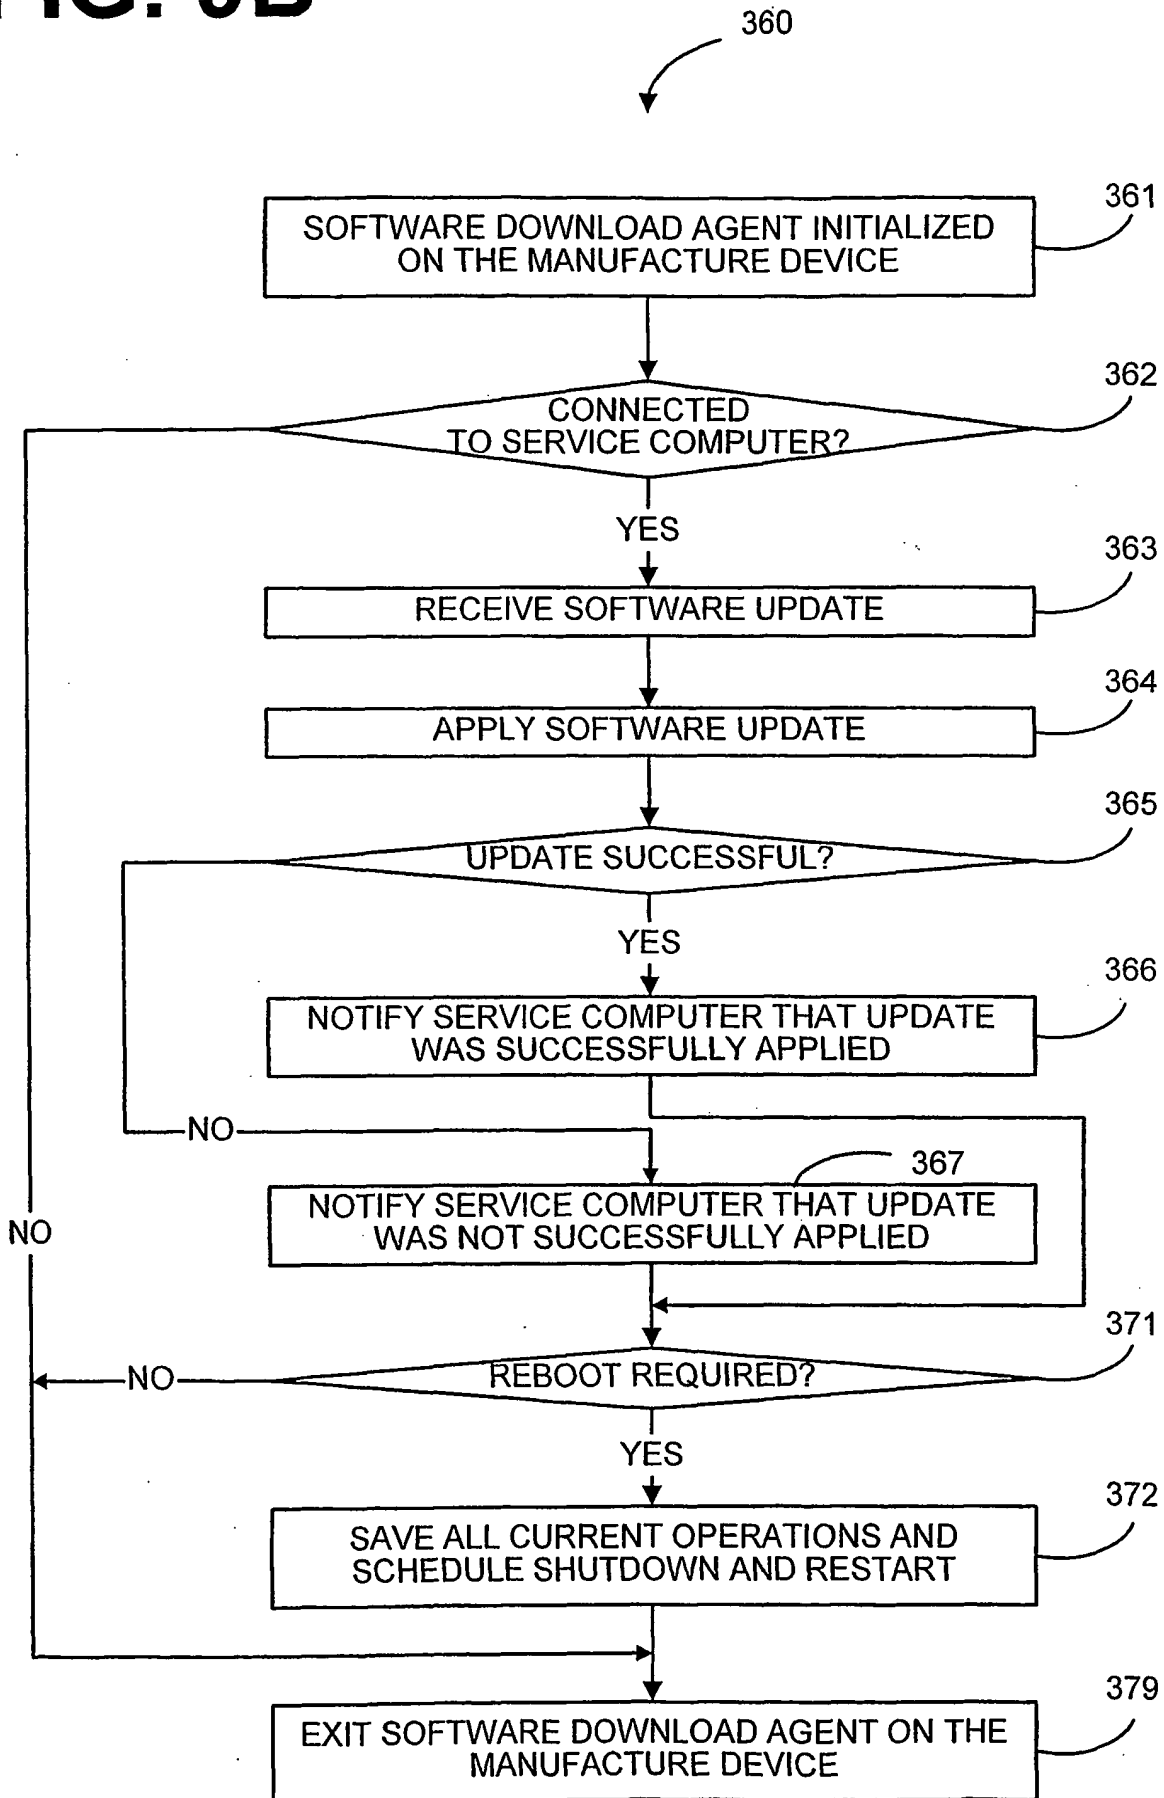 360
361
SOFTWARE DOWNLOAD AGENT INITIALIZED
ON THE MANUFACTURE DEVICE
362
CONNECTED
TO SERVICE COMPUTER?
YES
363
RECEIVE SOFTWARE UPDATE
364
APPLY SOFTWARE UPDATE
365
UPDATE SUCCESSFUL?
YES
366
NOTIFY SERVICE COMPUTER THAT UPDATE
WAS SUCCESSFULLY APPLIED
NO
367
NOTIFY SERVICE COMPUTER THAT UPDATE
WAS NOT SUCCESSFULLY APPLIED
NO
371
REBOOT REQUIRED?
NO
YES
372
SAVE ALL CURRENT OPERATIONS AND
SCHEDULE SHUTDOWN AND RESTART
379
EXIT SOFTWARE DOWNLOAD AGENT ON THE
MANUFACTURE DEVICE